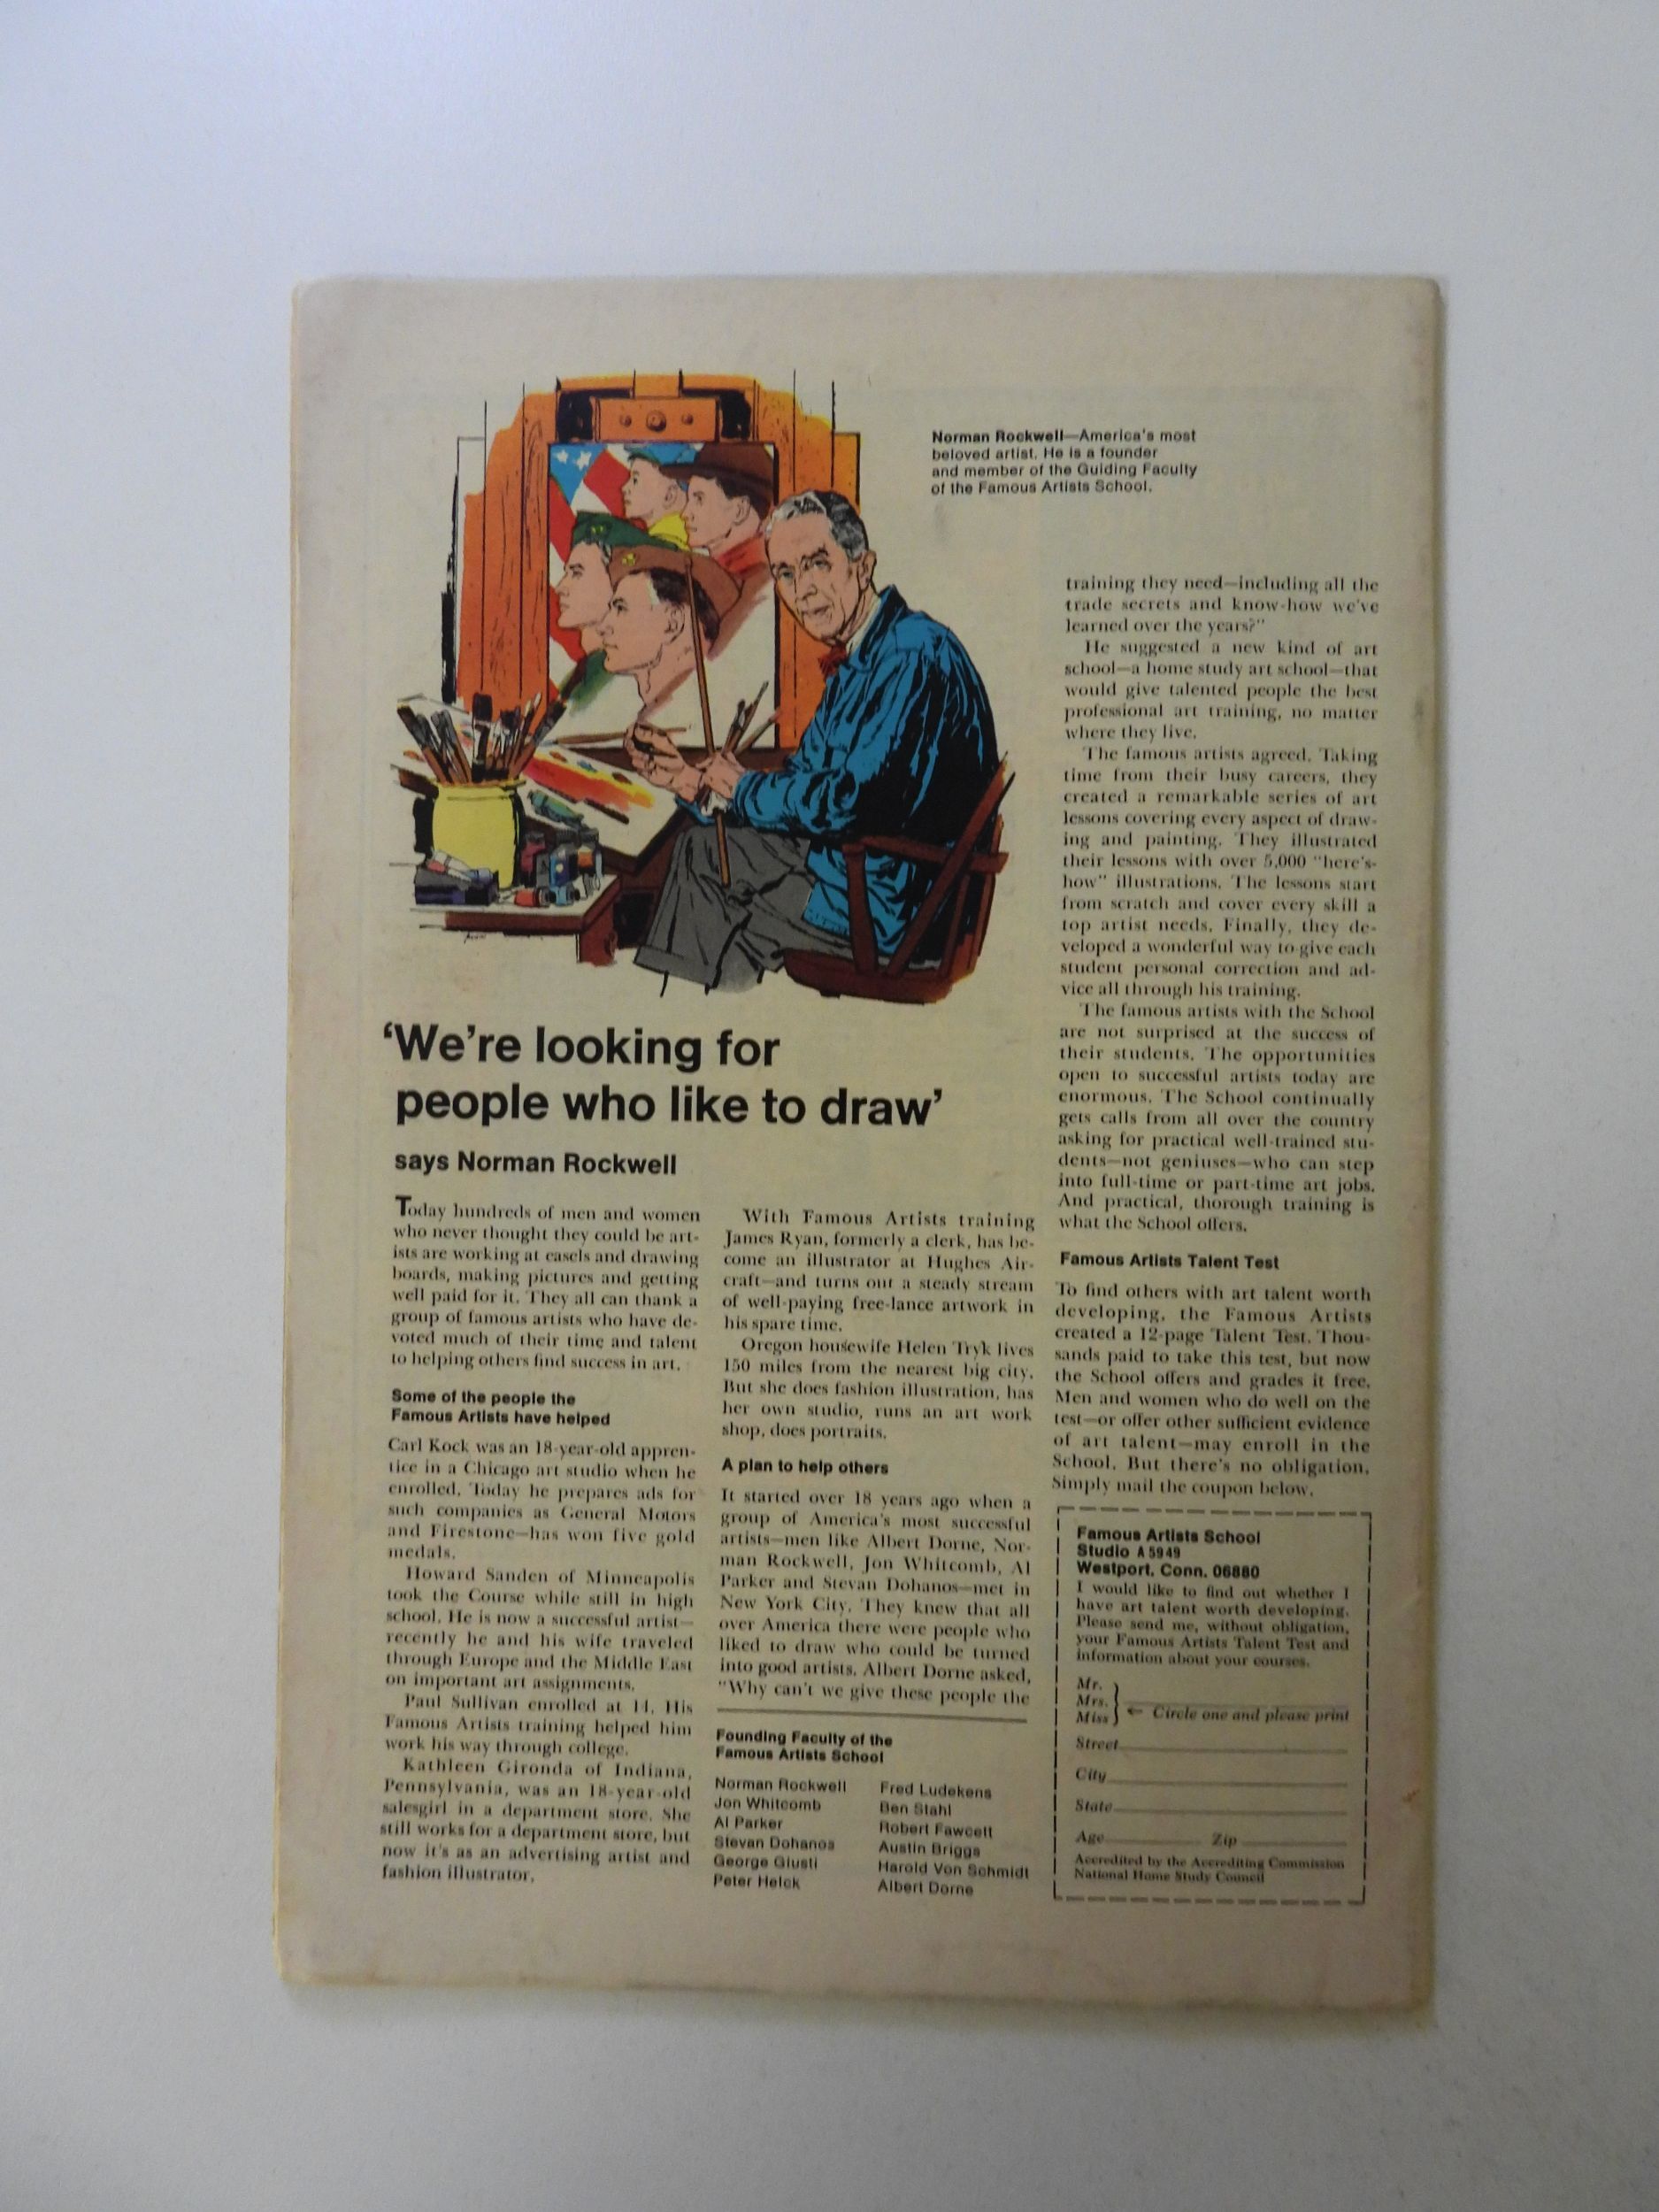 Norman Rockwell—America's most
beloved artist. He is a founder
and member of the Guiding Faculty
of the Famous Artists School.
'We're looking for
people who like to draw'
says Norman Rockwell
Today hundreds of men and women
who never thought they could be art-
ists are working at easels and drawing
boards, making pictures and getting
well paid for it. They all can thank a
group of famous artists who have de-
voted much of their time and talent
to helping others find success in art.
Some of the people the
Famous Artists have helped
Carl Kock was an 18-year-old appren-
tice in a Chicago art studio when he
enrolled. Today he prepares ads for
such companies as General Motors
and Firestone—has won five gold
medals.
Howard Sanden of Minneapolis
took the Course while still in high
school. He is now a successful artist—
recently he and his wife traveled
through Europe and the Middle East
on important art assignments.
Paul Sullivan enrolled at 14. His
Famous Artists training helped him
work his way through college.
Kathleen Gironda of Indiana,
Pennsylvania, was an 18-year-old
salesgirl in a department store. She
still works for a department store, but
now it's as an advertising artist and
fashion illustrator.
With Famous Artists training
James Ryan, formerly a clerk, has be-
come an illustrator at Hughes Air-
craft—and turns out a steady stream
of well-paying free-lance artwork in
his spare time.
Oregon housewife Helen Tryk lives
150 miles from the nearest big city.
But she does fashion illustration, has
her own studio, runs an art work
shop, does portraits.
A plan to help others
It started over 18 years ago when a
group of America's most successful
artists—men like Albert Dorne, Nor-
man Rockwell, Jon Whitcomb, Al
Parker and Stevan Dohanos—met in
New York City. They knew that all
over America there were people who
liked to draw who could be turned
into good artists. Albert Dorne asked,
"Why can't we give these people the
Founding Faculty of the
Famous Artists School
Norman Rockwell
Jon Whitcomb
Al Parker
Stevan Dohanos
George Giusti
Peter Helck
Fred Ludekens
Ben Stahl
Robert Fawcett
Austin Briggs
Harold Von Schmidt
Albert Dorne
training they need—including all the
trade secrets and know-how we've
learned over the years?"
He suggested a new kind of art
school—a home study art school—that
would give talented people the best
professional art training, no matter
where they live.
The famous artists agreed. Taking
time from their busy careers, they
created a remarkable series of art
lessons covering every aspect of draw-
ing and painting. They illustrated
their lessons with over 5,000 "here's-
how" illustrations. The lessons start
from scratch and cover every skill a
top artist needs. Finally, they de-
veloped a wonderful way to give each
student personal correction and ad-
vice all through his training.
The famous artists with the School
are not surprised at the success of
their students. The opportunities
open to successful artists today are
enormous. The School continually
gets calls from all over the country
asking for practical well-trained stu-
dents—not geniuses—who can step
into full-time or part-time art jobs.
And practical, thorough training is
what the School offers.
Famous Artists Talent Test
To find others with art talent worth
developing, the Famous Artists
created a 12-page Talent Test. Thou-
sands paid to take this test, but now
the School offers and grades it free.
Men and women who do well on the
test—or offer other sufficient evidence
of art talent—may enroll in the
School. But there's no obligation.
Simply mail the coupon below.
Famous Artists School
Studio A 5949
Westport, Conn. 06880
I would like to find out whether I
have art talent worth developing.
Please send me, without obligation,
your Famous Artists Talent Test and
information about your courses.
Mr.
Mrs.
Miss
Circle one and please print
Street
City
State
Age Zip
Accredited by the Accrediting Commission
National Home Study Council